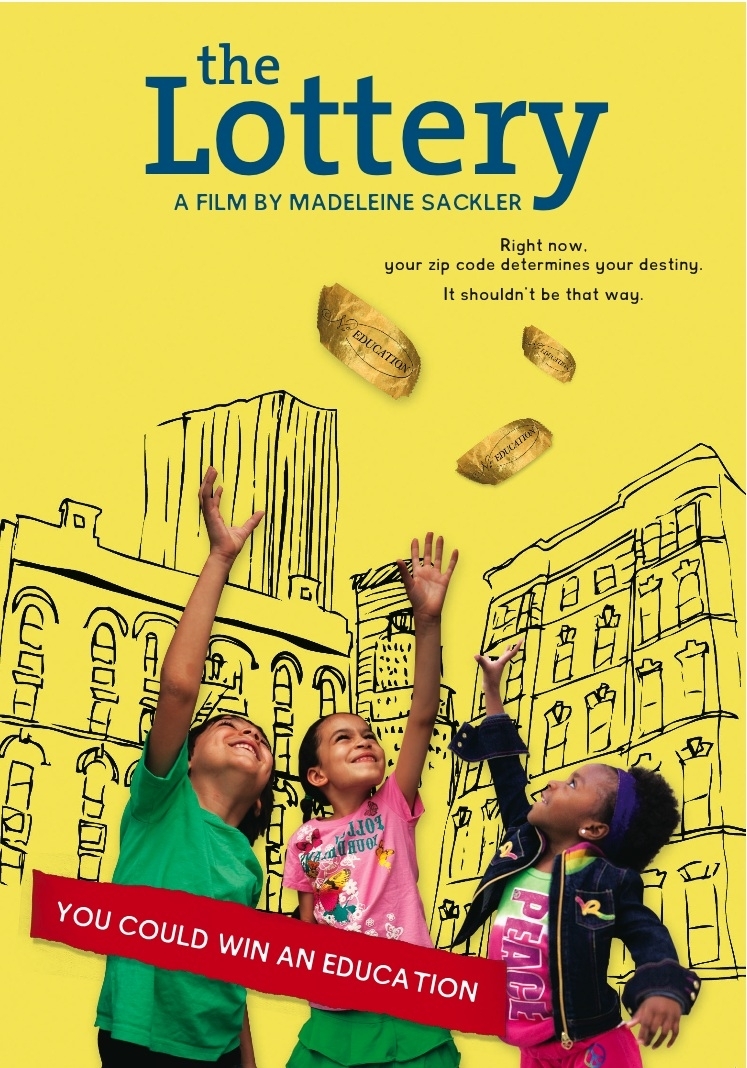 the
Lottery
A FILM BY MADELEINE SACKLER
Right now,
your zip code determines your destiny.
It shouldn't be that way.
EDUCATION
EDUCATION
EDUCATION
PEACE
YOU COULD WIN AN EDUCATION